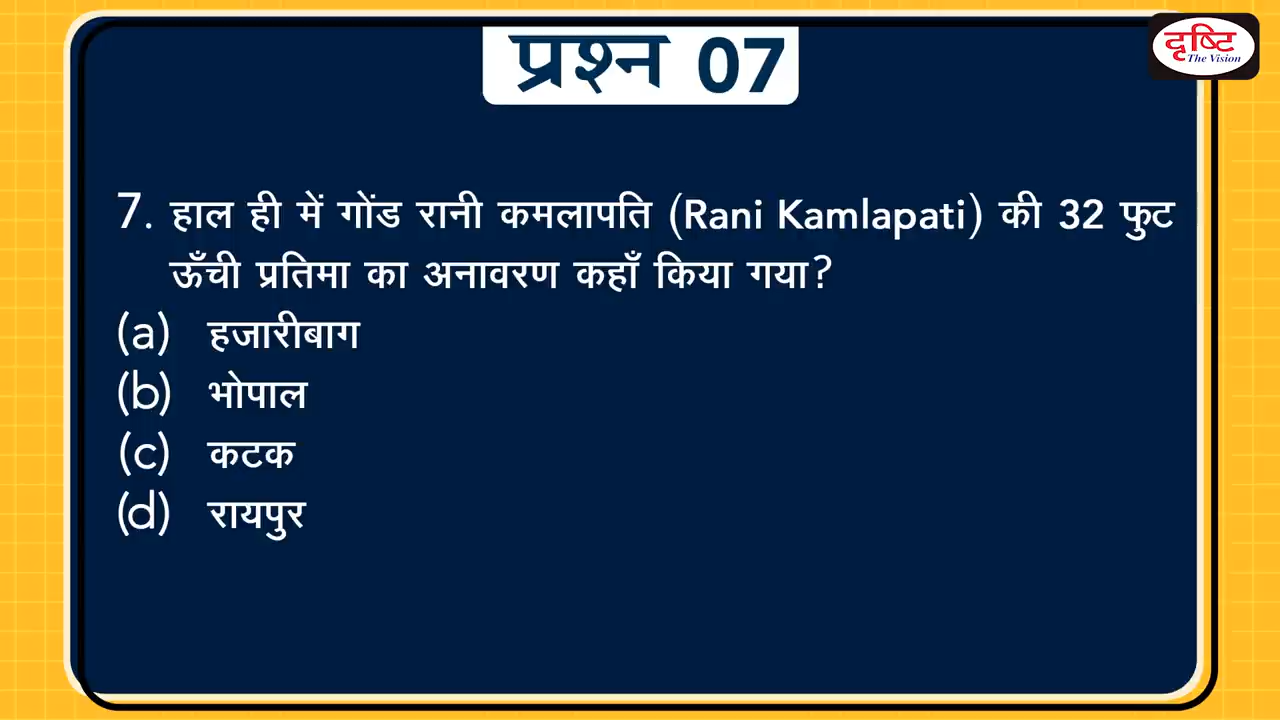 प्रश्न 07
दृष्टि
The Vision
7. हाल ही में गोंड रानी कमलापति (Rani Kamlapati) की 32 फुट
ऊँची प्रतिमा का अनावरण कहाँ किया गया?
(a) हजारीबाग
(b) भोपाल
(c) कटक
(d) रायपुर